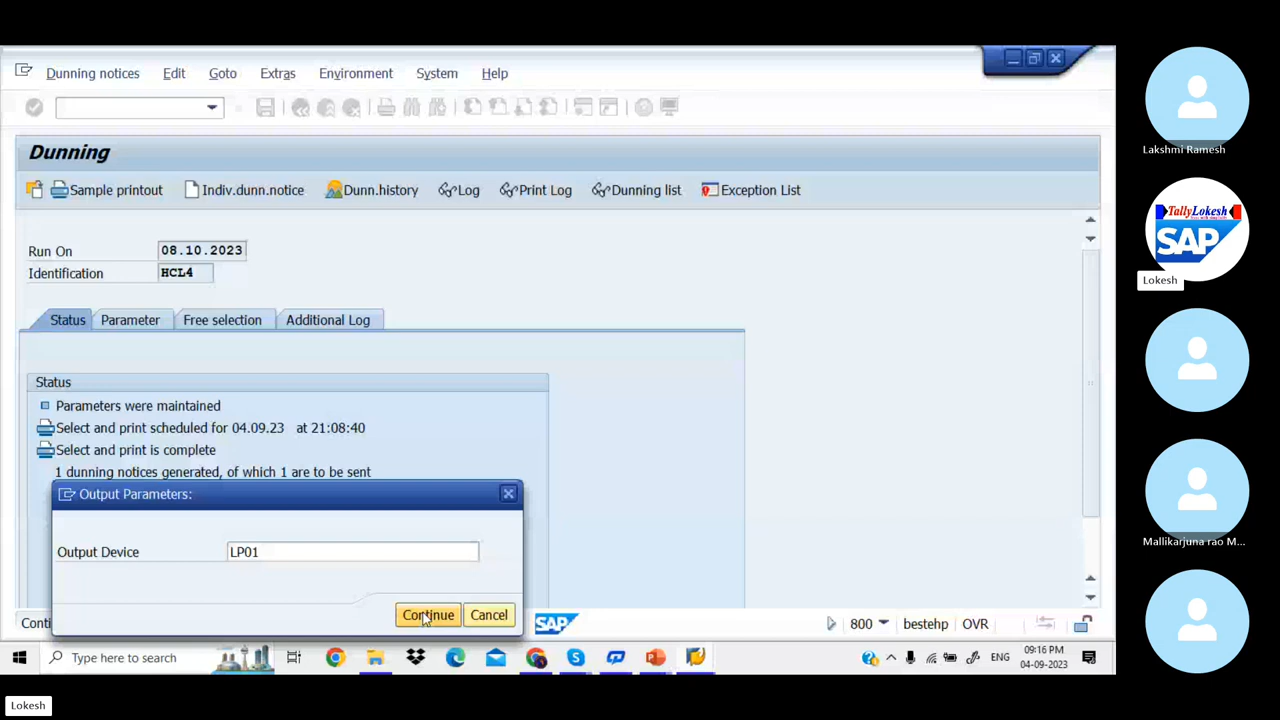 Dunning notices Edit Goto Extras Environment System Help
Dunning
Sample printout Indiv.dunn.notice Dunn.history Log Print Log Dunning list Exception List
Run On 08.10.2023
Identification HCL4
Status Parameter Free selection Additional Log
Status
Parameters were maintained
Select and print scheduled for 04.09.23 at 21:08:40
Select and print is complete
1 dunning notices generated, of which 1 are to be sent
Output Parameters:
Output Device LP01
Continue Cancel
Conti
SAP 800 bestehp OVR
Type here to search
ENG 09:16 PM
04-09-2023
Lakshmi Ramesh
TallyLokesh
SAP
Lokesh
Mallikarjuna rao M...
Lokesh